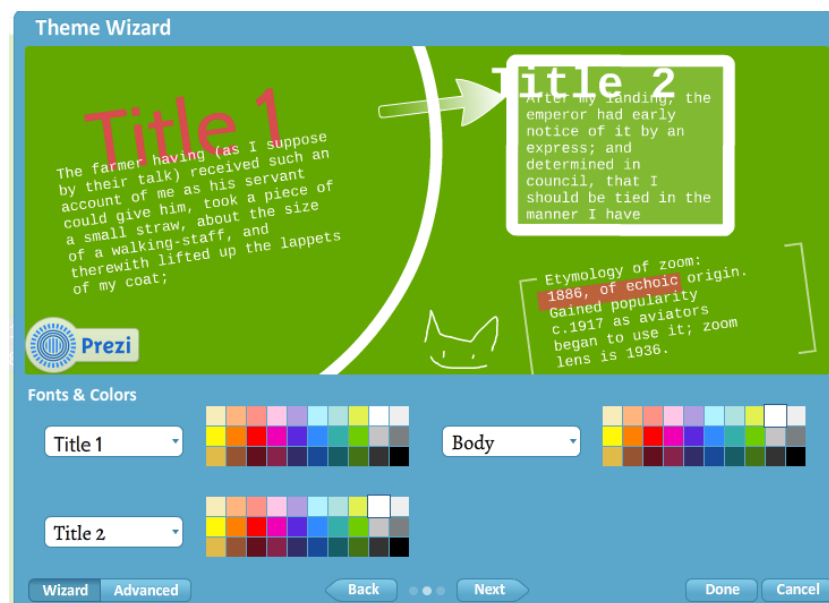 Theme Wizard
Title 1
The farmer having (as I suppose
by their talk) received such an
account of me as his servant
could give him, took a piece of
a small straw, about the size
of a walking-staff, and
therewith lifted up the lappets
of my coat;
Title 2
After my landing, the
emperor had early
notice of it by an
express; and
determined in
council, that I
should be tied in the
manner I have
Etymology of zoom:
1886, of echoic origin.
Gained popularity
c.1917 as aviators
began to use it; zoom
lens is 1936.
Prezi
Fonts & Colors
Title 1
Body
Title 2
Wizard Advanced Back Next Done Cancel